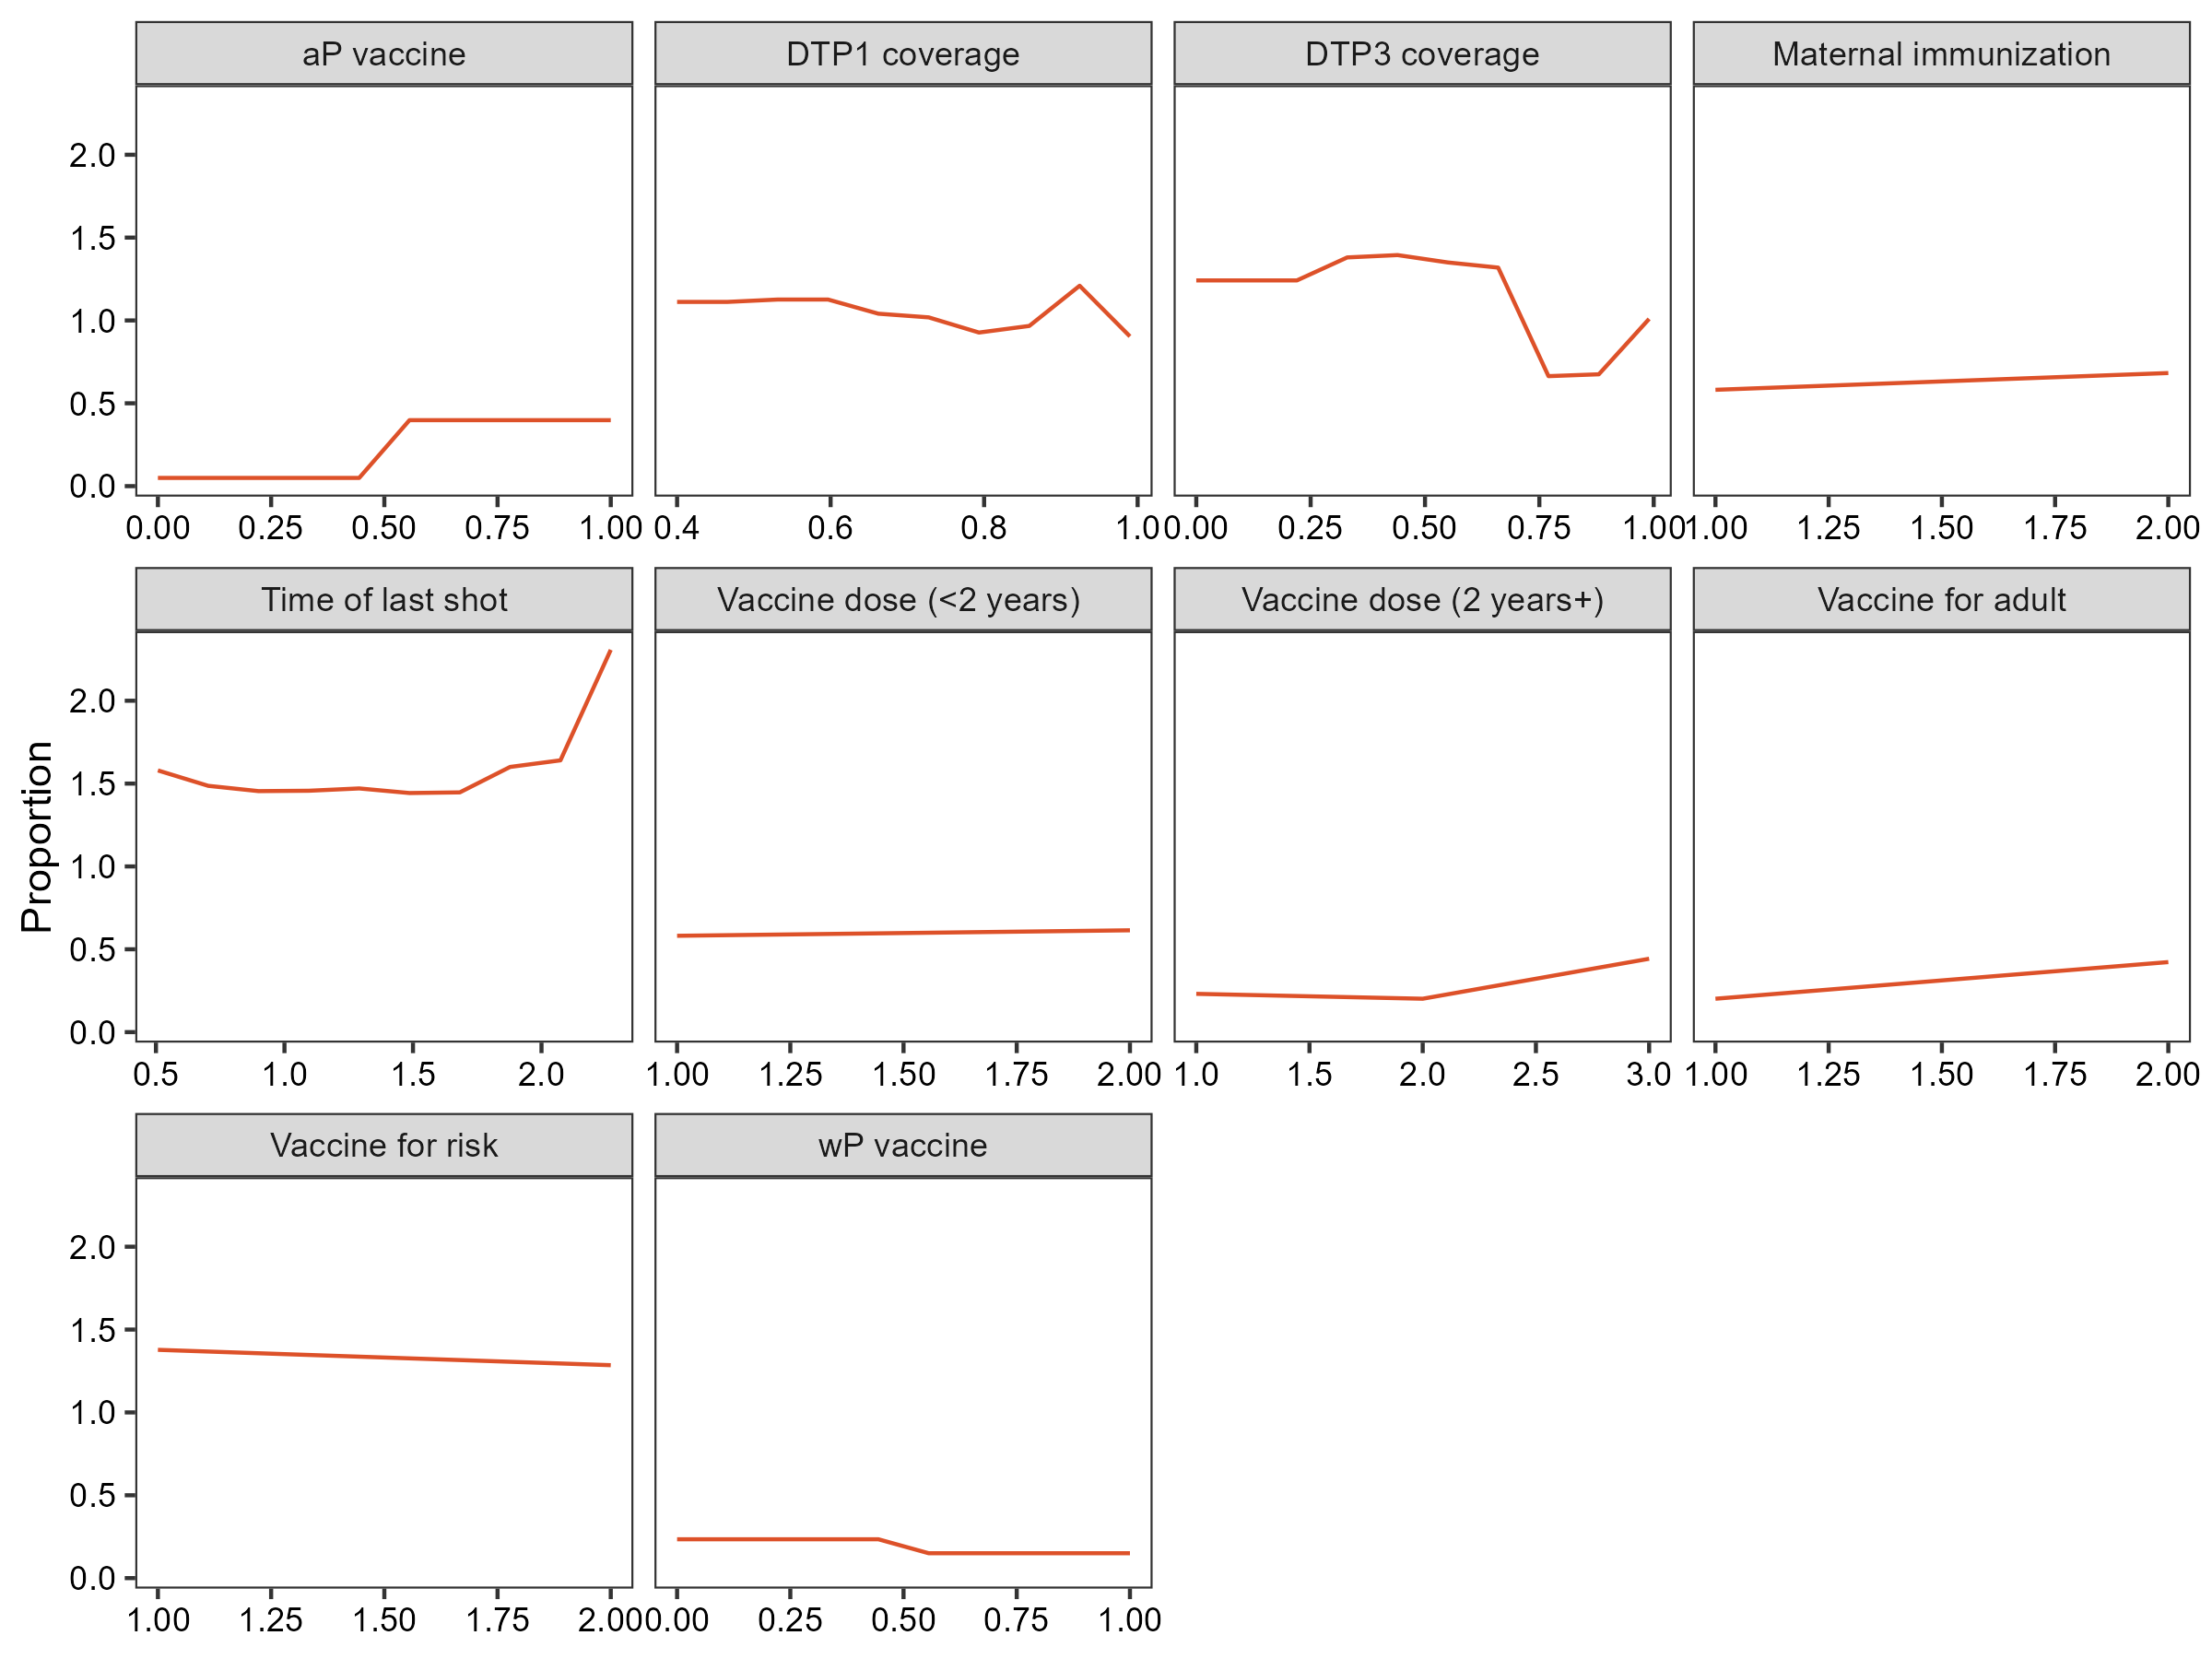 aP vaccine DTP1 coverage DTP3 coverage Maternal immunization
2.0
1.5
1.0
0.5
0.0
0.00 0.25 0.50 0.75 1.00 0.4 0.6 0.8 1.0 0.00 0.25 0.50 0.75 1.00 1.00 1.25 1.50 1.75 2.00
Time of last shot Vaccine dose (<2 years) Vaccine dose (2 years+) Vaccine for adult
Proportion
2.0
1.5
1.0
0.5
0.0
0.5 1.0 1.5 2.0 1.00 1.25 1.50 1.75 2.00 1.0 1.5 2.0 2.5 3.0 1.00 1.25 1.50 1.75 2.00
Vaccine for risk wP vaccine
2.0
1.5
1.0
0.5
0.0
1.00 1.25 1.50 1.75 2.00 0.00 0.25 0.50 0.75 1.00